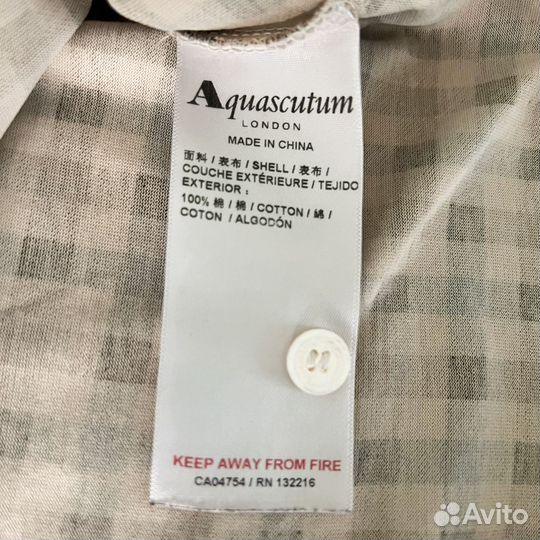 Aquascutum
LONDON
MADE IN CHINA
面料 / 表布 / SHELL / 表布 /
COUCHE EXTÉRIEURE / TEJIDO
EXTERIOR :
100% 棉 / 棉 / COTTON / 綿 /
COTON / ALGODÓN
KEEP AWAY FROM FIRE
CA04754 / RN 132216
Avito